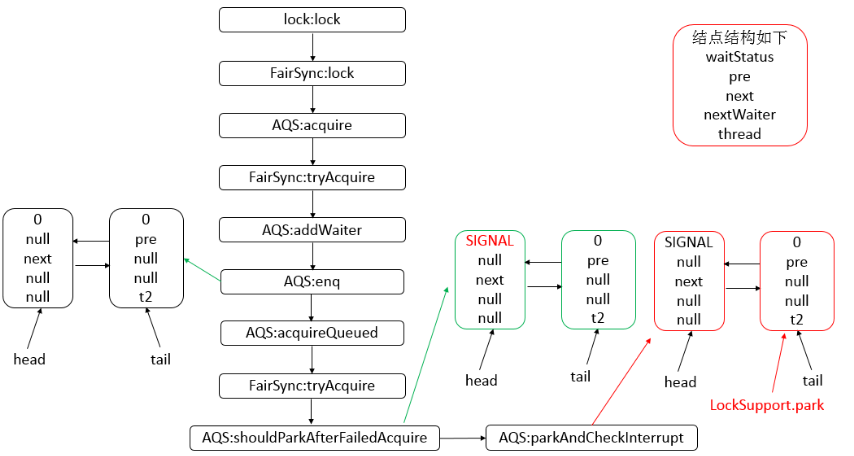 lock:lock
FairSync:lock
AQS:acquire
FairSync:tryAcquire
AQS:addWaiter
AQS:enq
AQS:acquireQueued
FairSync:tryAcquire
AQS:shouldParkAfterFailedAcquire
AQS:parkAndCheckInterrupt
结点结构如下
waitStatus
pre
next
nextWaiter
thread
0
null
next
null
null
head
0
pre
null
null
t2
tail
SIGNAL
null
next
null
null
head
0
pre
null
null
t2
tail
SIGNAL
null
next
null
null
head
0
pre
null
null
t2
tail
LockSupport.park